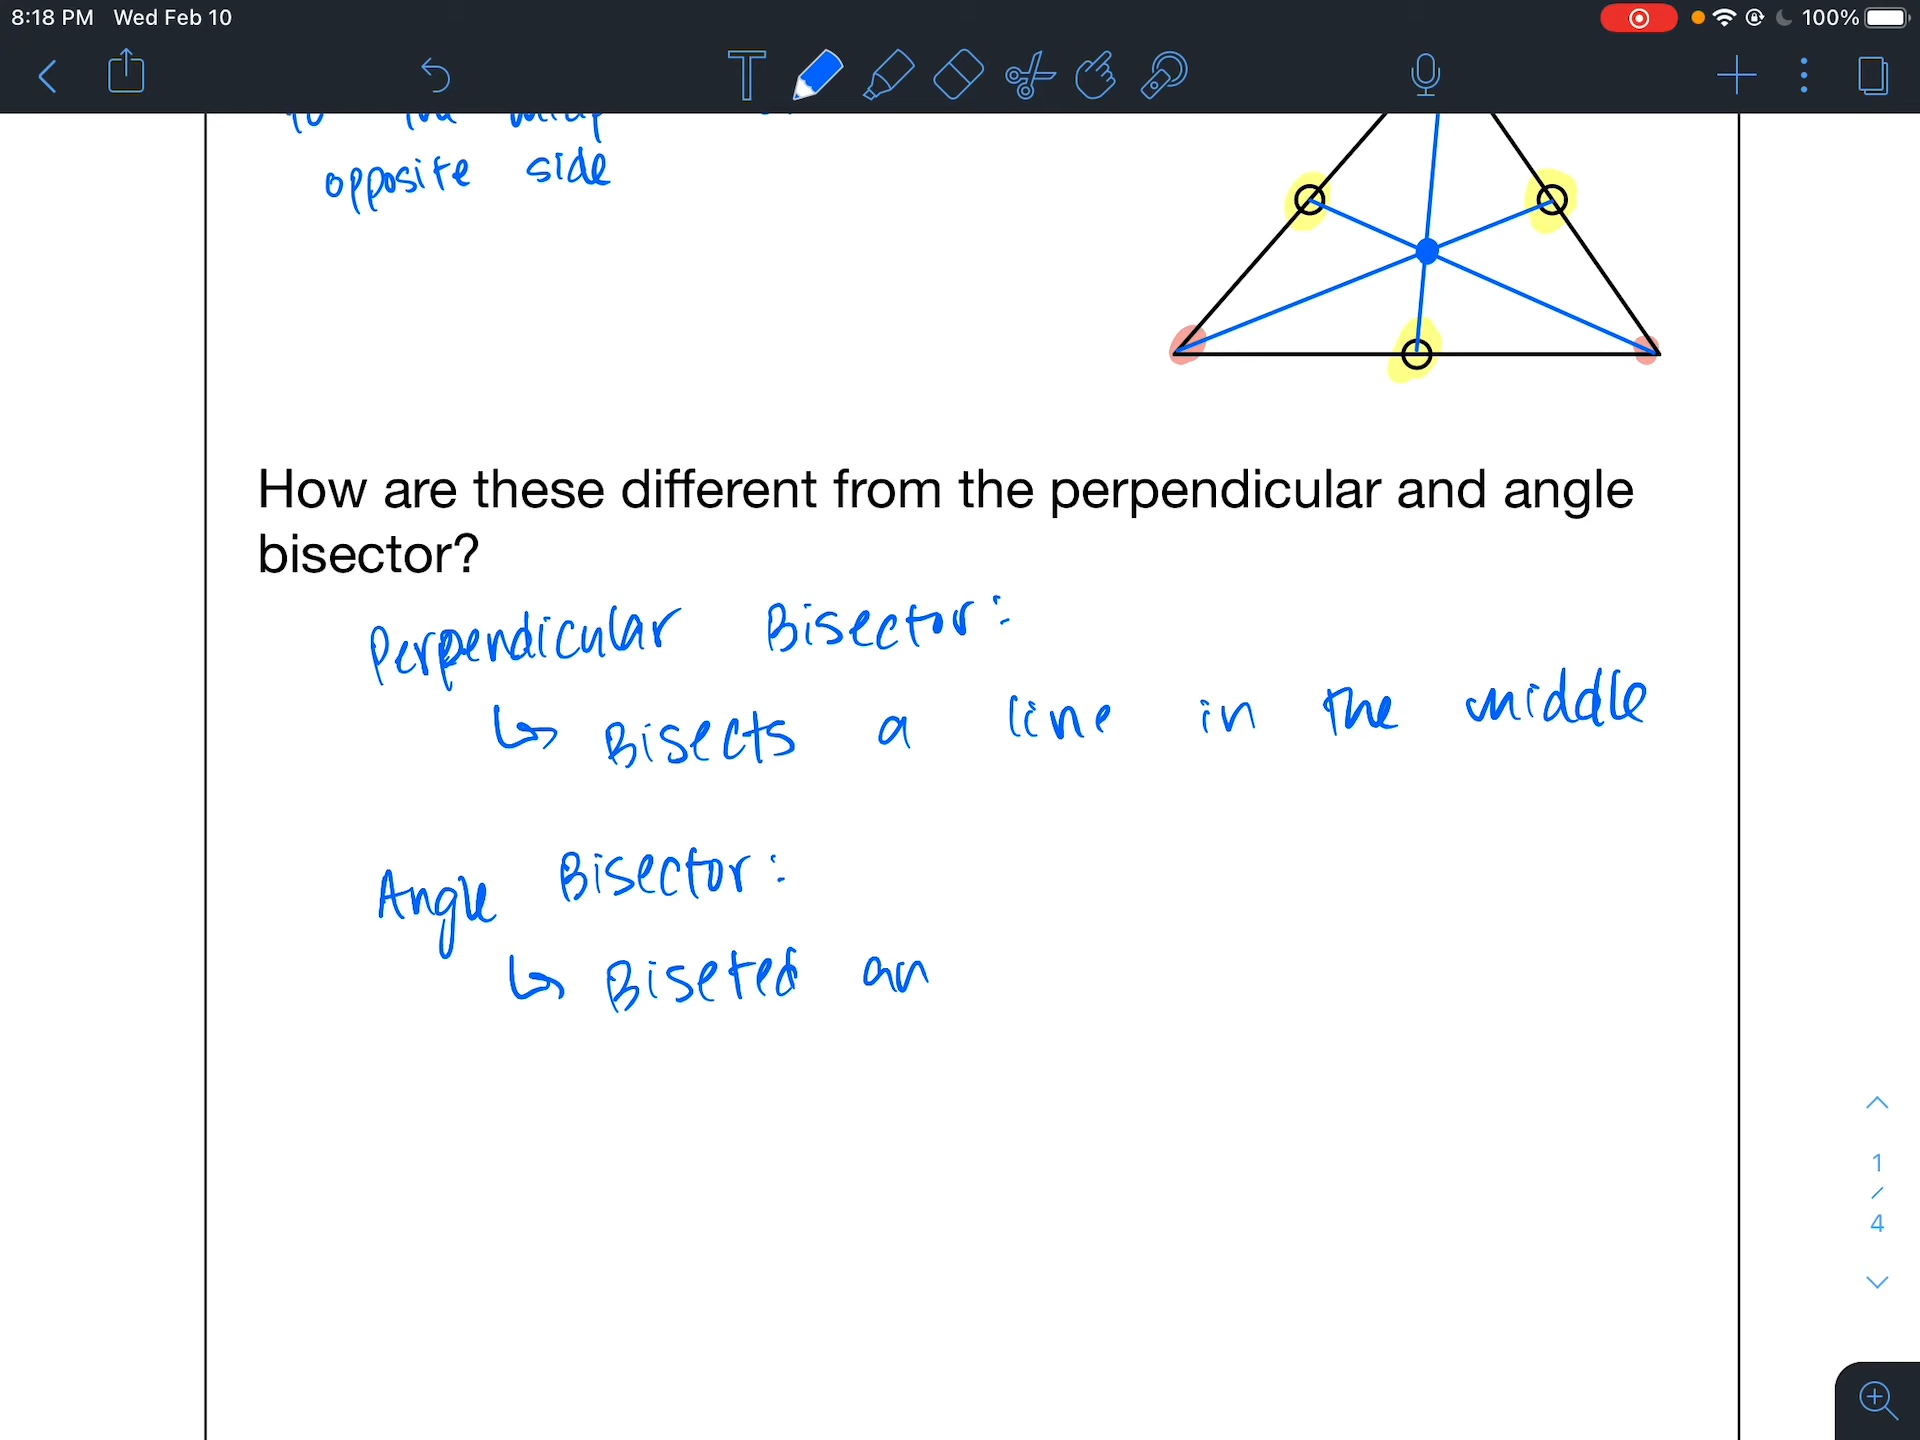 8:18 PM Wed Feb 10
100%
opposite side
How are these different from the perpendicular and angle
bisector?
Perpendicular Bisector:
↳ Bisects a line in the middle
Angle Bisector:
↳ Biseted an
1
/
4